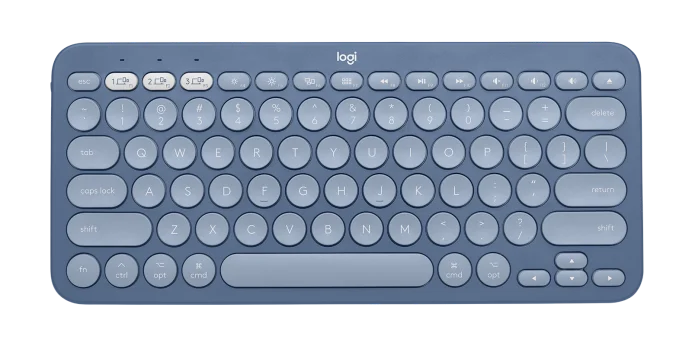 logi
esc 1 2 3
~ ! @ # $ % ^ & * ( ) _ +
` 1 2 3 4 5 6 7 8 9 0 - = delete
tab Q W E R T Y U I O P { } |
[ ] \
caps lock A S D F G H J K L : " return
; '
shift Z X C V B N M < > ? shift
, . /
fn ctrl opt cmd cmd opt